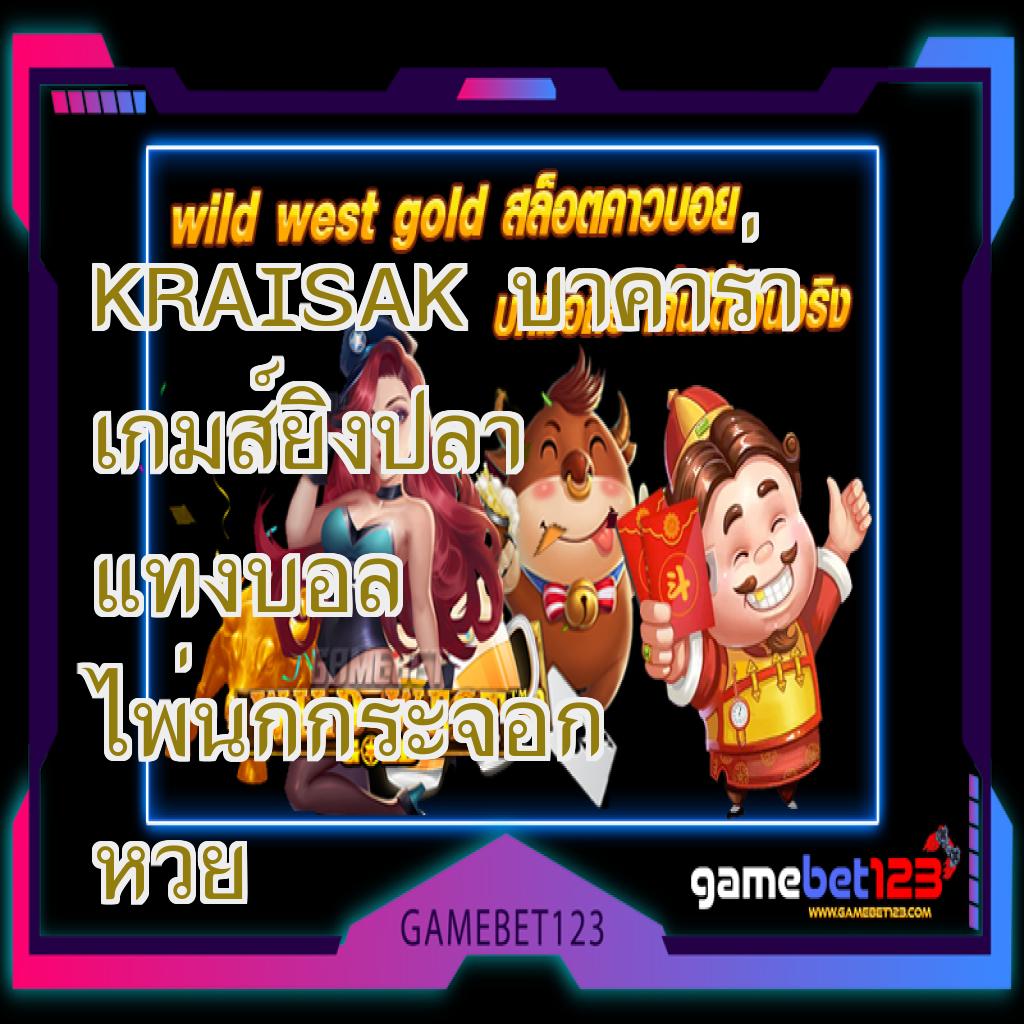 wild west gold สล็อตคาวบอย
KRAISAK บาคาร่า
เกมส์ยิงปลา
แทงบอล
ไพ่นกกระจอก
หวย
GAMEBET
gamebet123
WWW.GAMEBET123.COM
GAMEBET123